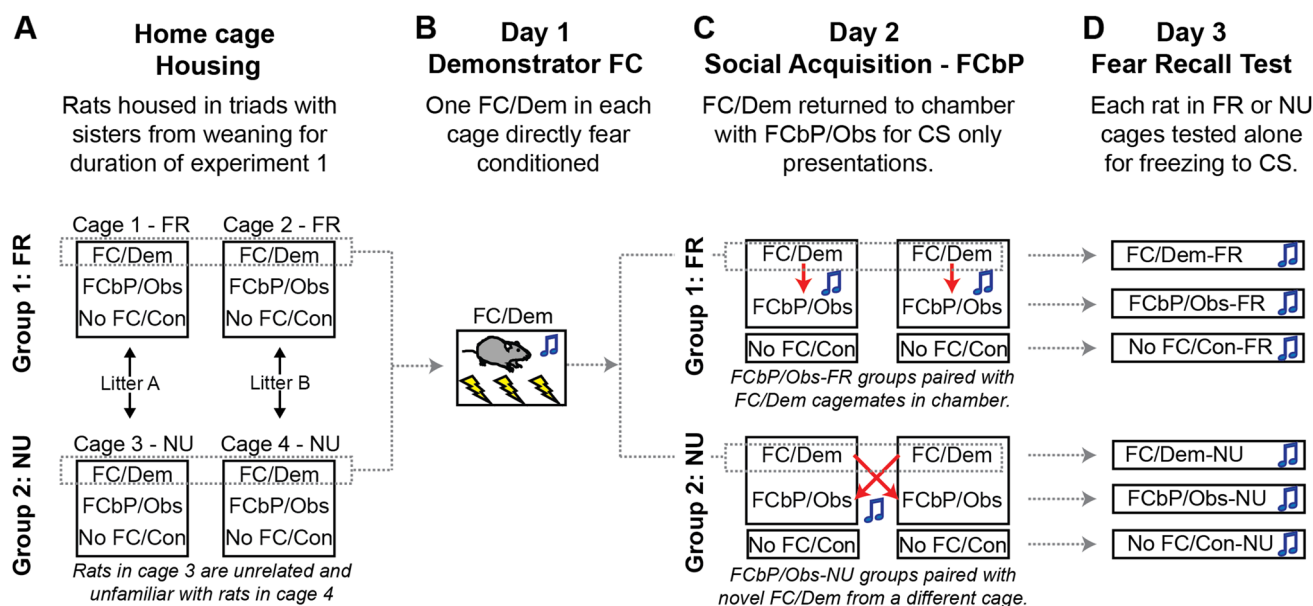 A
Home cage
Housing
Rats housed in triads with
sisters from weaning for
duration of experiment 1
Group 1: FR
Cage 1 - FR
FC/Dem
FCbP/Obs
No FC/Con
Cage 2 - FR
FC/Dem
FCbP/Obs
No FC/Con
Litter A
Litter B
Group 2: NU
Cage 3 - NU
FC/Dem
FCbP/Obs
No FC/Con
Cage 4 - NU
FC/Dem
FCbP/Obs
No FC/Con
Rats in cage 3 are unrelated and
unfamiliar with rats in cage 4
B
Day 1
Demonstrator FC
One FC/Dem in each
cage directly fear
conditioned
FC/Dem
C
Day 2
Social Acquisition - FCbP
FC/Dem returned to chamber
with FCbP/Obs for CS only
presentations.
Group 1: FR
FC/Dem
FCbP/Obs
No FC/Con
FC/Dem
FCbP/Obs
No FC/Con
FCbP/Obs-FR groups paired with
FC/Dem cagemates in chamber.
Group 2: NU
FC/Dem
FCbP/Obs
No FC/Con
FC/Dem
FCbP/Obs
No FC/Con
FCbP/Obs-NU groups paired with
novel FC/Dem from a different cage.
D
Day 3
Fear Recall Test
Each rat in FR or NU
cages tested alone
for freezing to CS.
FC/Dem-FR
FCbP/Obs-FR
No FC/Con-FR
FC/Dem-NU
FCbP/Obs-NU
No FC/Con-NU